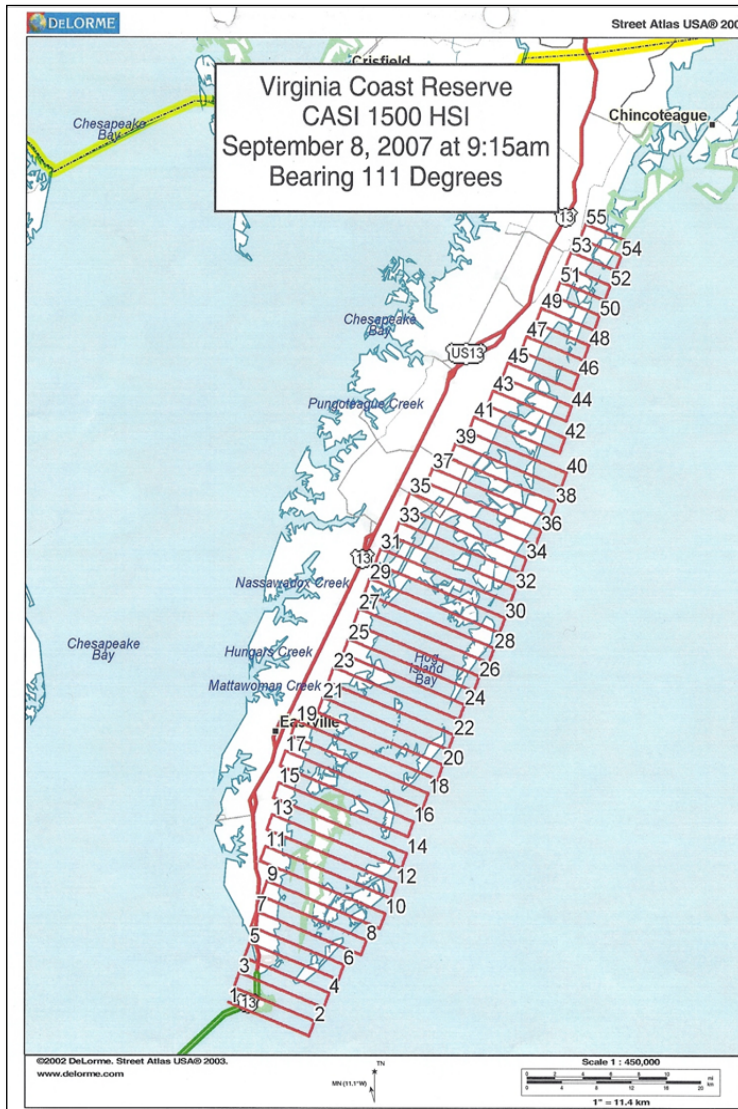 DELORME
Street Atlas USA® 200
Crisfield
Virginia Coast Reserve
CASI 1500 HSI
September 8, 2007 at 9:15am
Bearing 111 Degrees
Chesapeake
Bay
Chincoteague
13
55
54
53
52
51
50
49
48
47
46
45
44
43
42
41
40
39
38
37
36
35
34
33
32
31
30
29
28
27
26
25
24
23
22
21
20
19
18
17
16
15
14
13
12
11
10
9
8
7
6
5
4
3
2
1
Chesapeake
Bay
US13
Pungoteague Creek
13
Nassawadox Creek
Chesapeake
Bay
Hungars Creek
Mattawoman Creek
Hog
Island
Bay
Eastville
13
©2002 DeLorme. Street Atlas USA® 2003.
www.delorme.com
TN
MN (11.1°W)
Scale 1 : 450,000
1" = 11.4 km